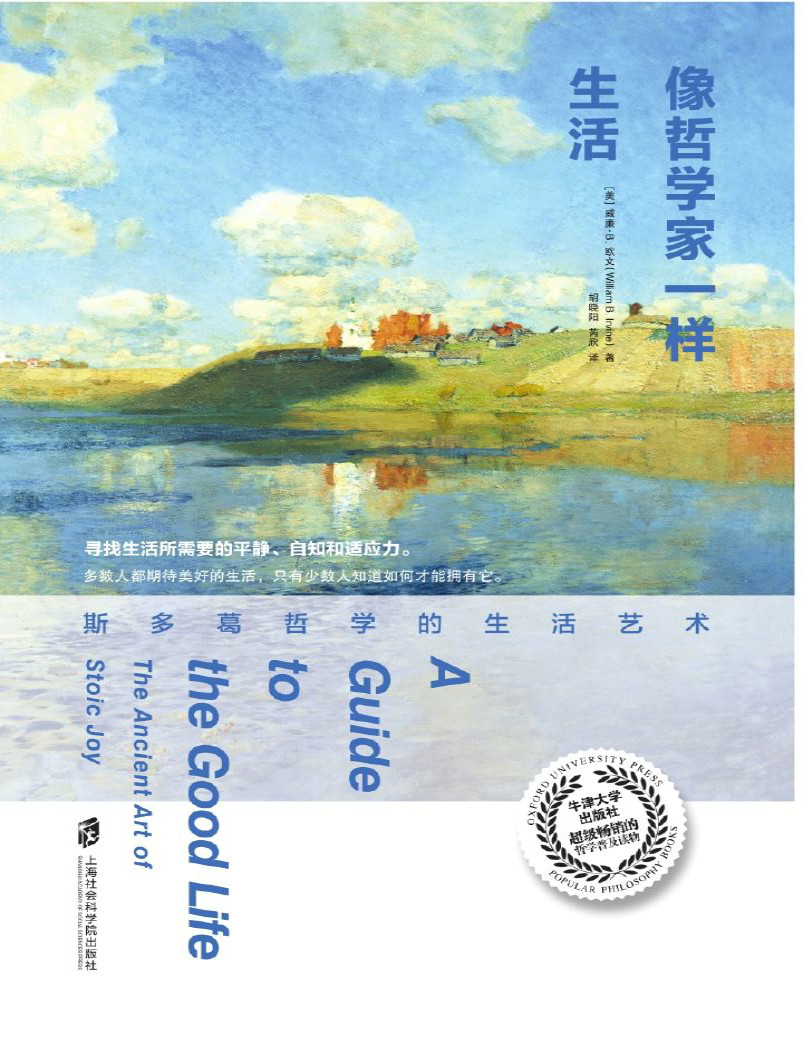 像哲学家一样
生活
[美]威廉·B. 欧文(William B. Irvine) 著
胡晓阳 芮欣 译
寻找生活所需要的平静、自知和适应力。
多数人都期待美好的生活，只有少数人知道如何才能拥有它。
斯多葛哲学的生活艺术
A
Guide
to
the Good Life
The Ancient Art of
Stoic Joy
OXFORD UNIVERSITY PRESS
牛津大学
出版社
超级畅销的
哲学普及读物
POPULAR PHILOSOPHY BOOKS
上海社会科学院出版社
SHANGHAI ACADEMY OF SOCIAL SCIENCES PRESS